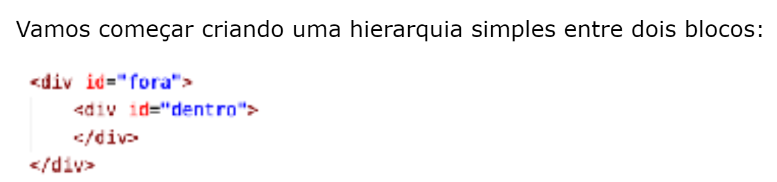 Vamos começar criando uma hierarquia simples entre dois blocos:
<div id="fora">
<div id="dentro">
</div>
</div>